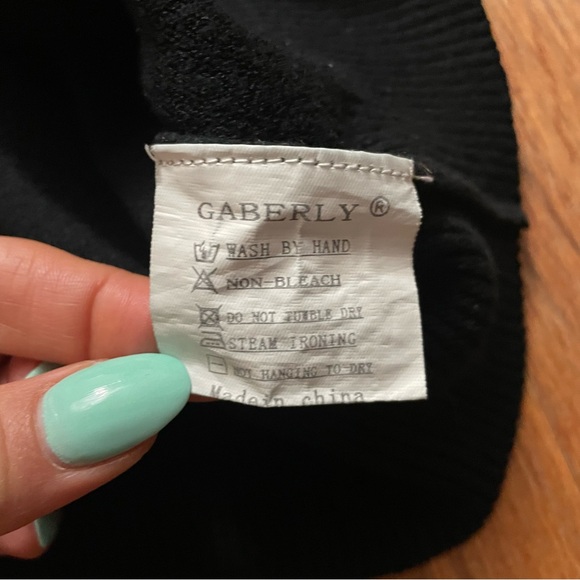 GABERLY ®
WASH BY HAND
NON-BLEACH
DO NOT TUMBLE DRY
STEAM IRONING
NOT HANGING TO DRY
Made in china